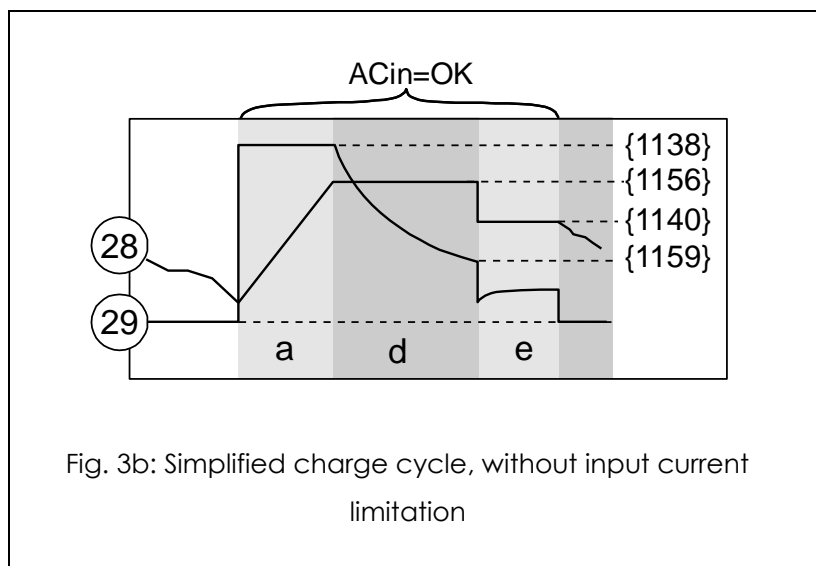 ACin=OK
{1138}
{1156}
{1140}
{1159}
28
29
a d e
Fig. 3b: Simplified charge cycle, without input current
limitation